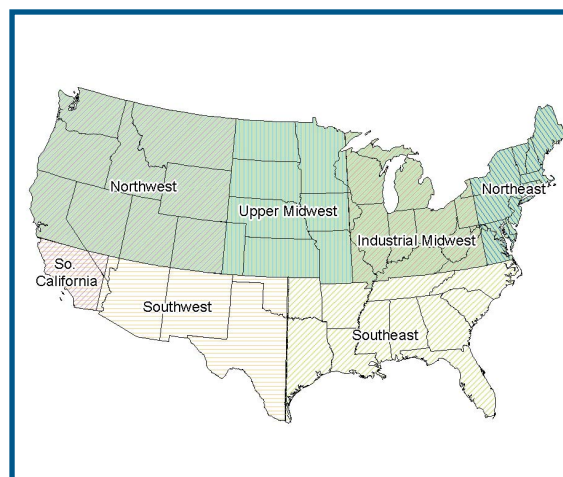 Northwest
Upper Midwest
Northeast
Industrial Midwest
So.
California
Southwest
Southeast